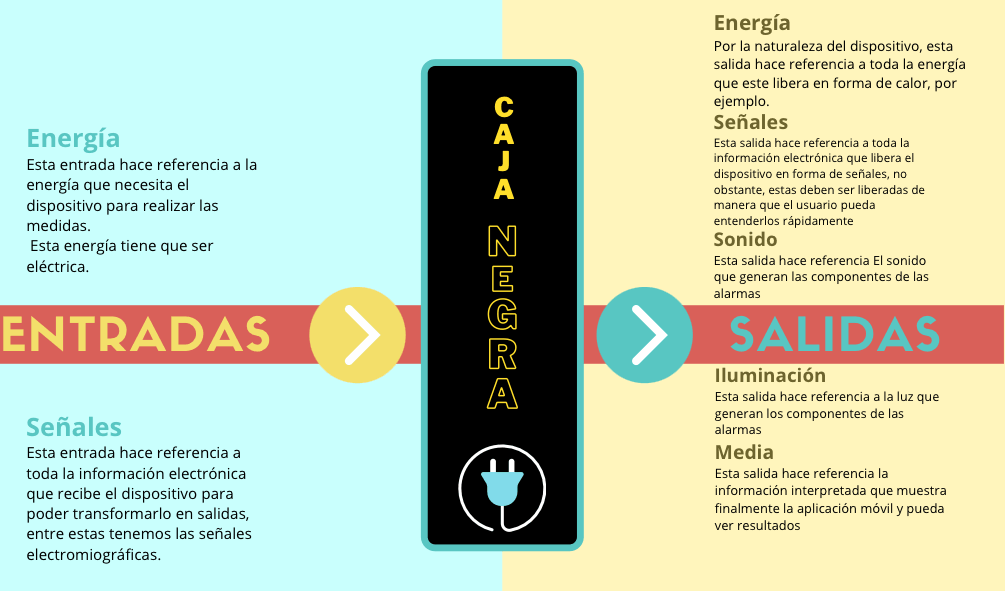 Energía
Esta entrada hace referencia a la
energía que necesita el
dispositivo para realizar las
medidas.
Esta energía tiene que ser
eléctrica.
ENTRADAS
Señales
Esta entrada hace referencia a
toda la información electrónica
que recibe el dispositivo para
poder transformarlo en salidas,
entre estas tenemos las señales
electromiográficas.
CAJA
NEGRA
Energía
Por la naturaleza del dispositivo, esta
salida hace referencia a toda la energía
que este libera en forma de calor, por
ejemplo.
Señales
Esta salida hace referencia a toda la
información electrónica que libera el
dispositivo en forma de señales, no
obstante, estas deben ser liberadas de
manera que el usuario pueda
entenderlos rápidamente
Sonido
Esta salida hace referencia El sonido
que generan las componentes de las
alarmas
SALIDAS
Iluminación
Esta salida hace referencia a la luz que
generan los componentes de las
alarmas
Media
Esta salida hace referencia la
información interpretada que muestra
finalmente la aplicación móvil y pueda
ver resultados